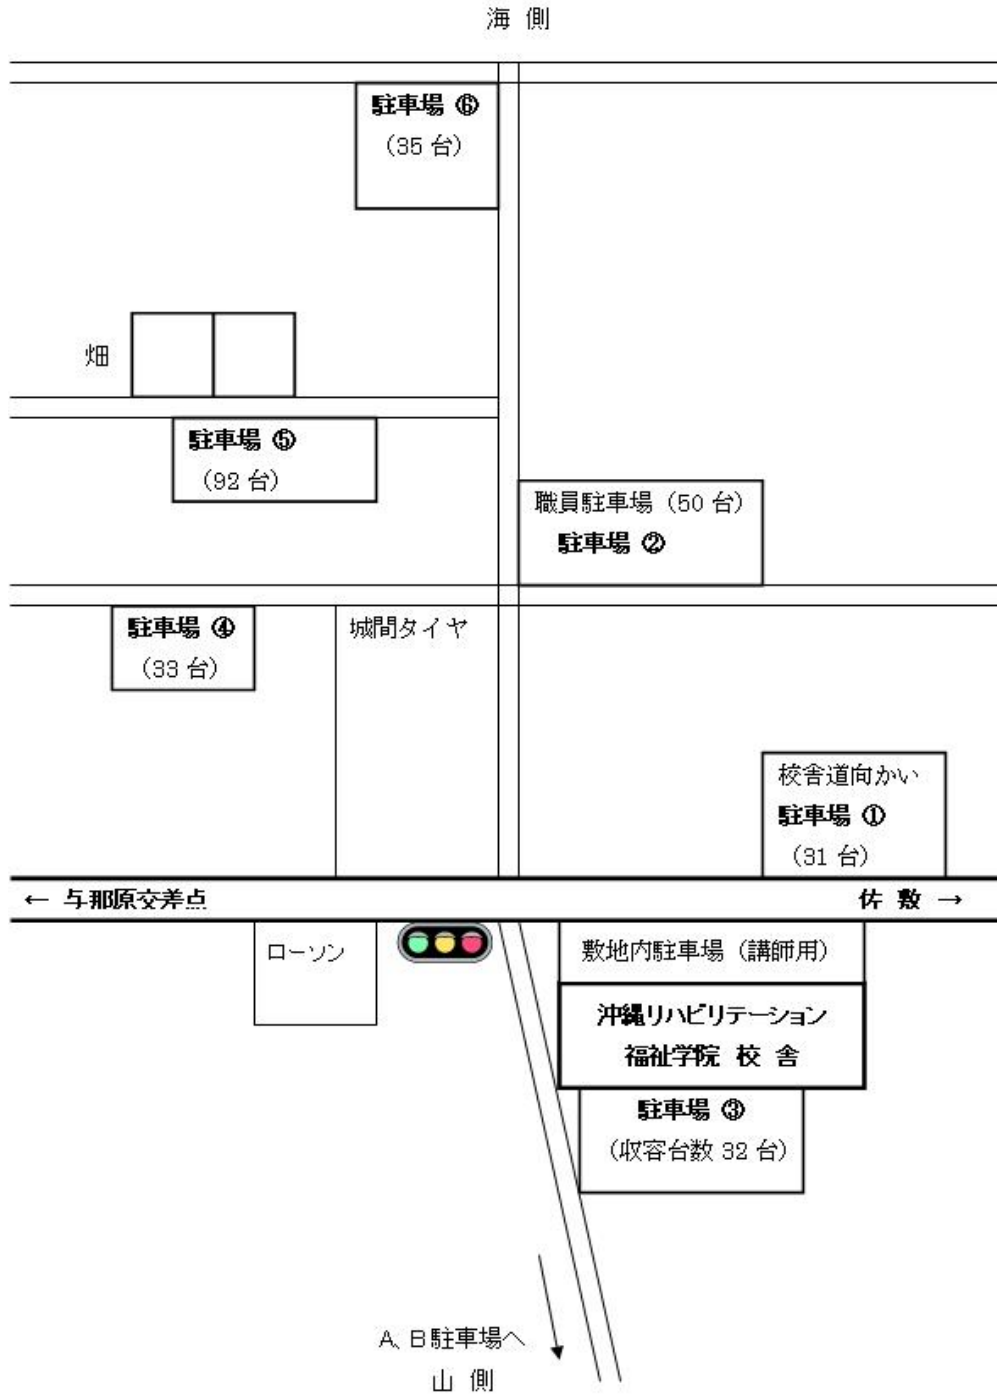 海 側
駐車場 ⑥
(35 台)
畑
駐車場 ⑤
(92 台)
職員駐車場 (50 台)
駐車場 ②
駐車場 ④
(33 台)
城間タイヤ
校舎道向かい
駐車場 ①
(31 台)
← 与那原交差点
佐 敷 →
ローソン
敷地内駐車場 (講師用)
沖縄リハビリテーション
福祉学院 校 舎
駐車場 ③
(収容台数 32 台)
A、B駐車場へ
山 側